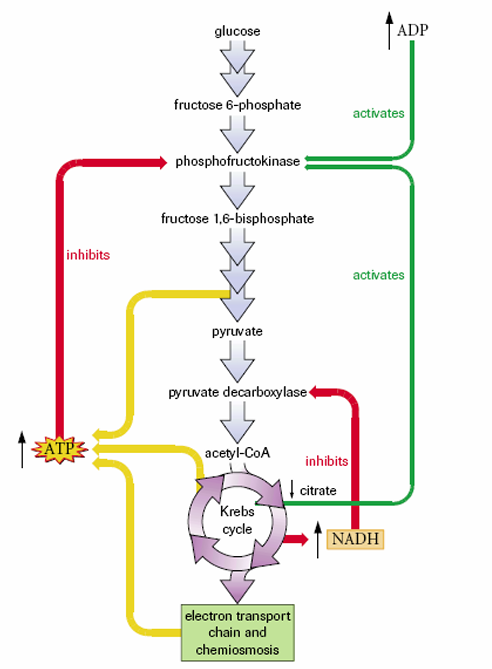 glucose
ADP
fructose 6-phosphate
activates
phosphofructokinase
fructose 1,6-bisphosphate
inhibits
activates
pyruvate
pyruvate decarboxylase
ATP
acetyl-CoA
inhibits
citrate
Krebs
cycle
NADH
electron transport
chain and
chemiosmosis